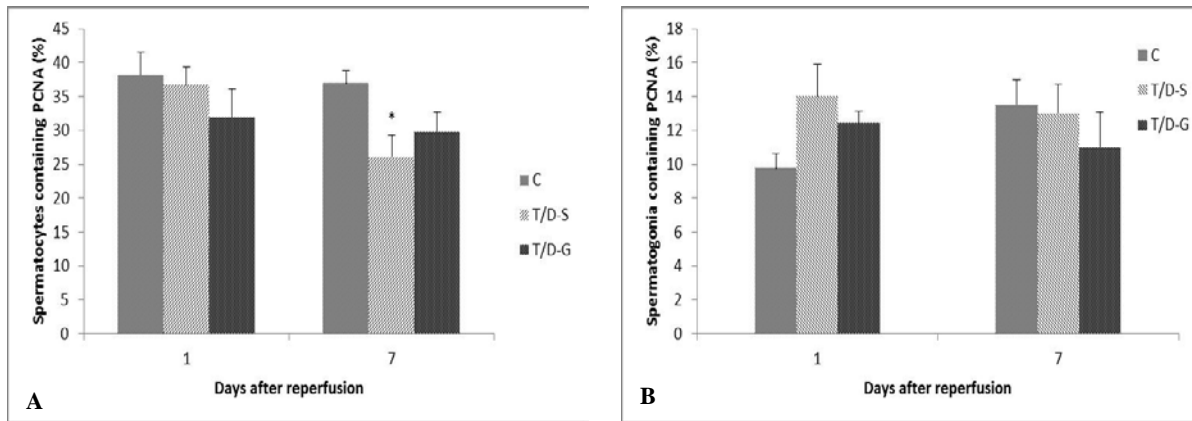 Spermatocytes containing PCNA (%)
45
40
35
30
25
20
15
10
5
0
*
C
T/D-S
T/D-G
1
7
Days after reperfusion
A
Spermatogonia containing PCNA (%)
18
16
14
12
10
8
6
4
2
0
C
T/D-S
T/D-G
1
7
Days after reperfusion
B